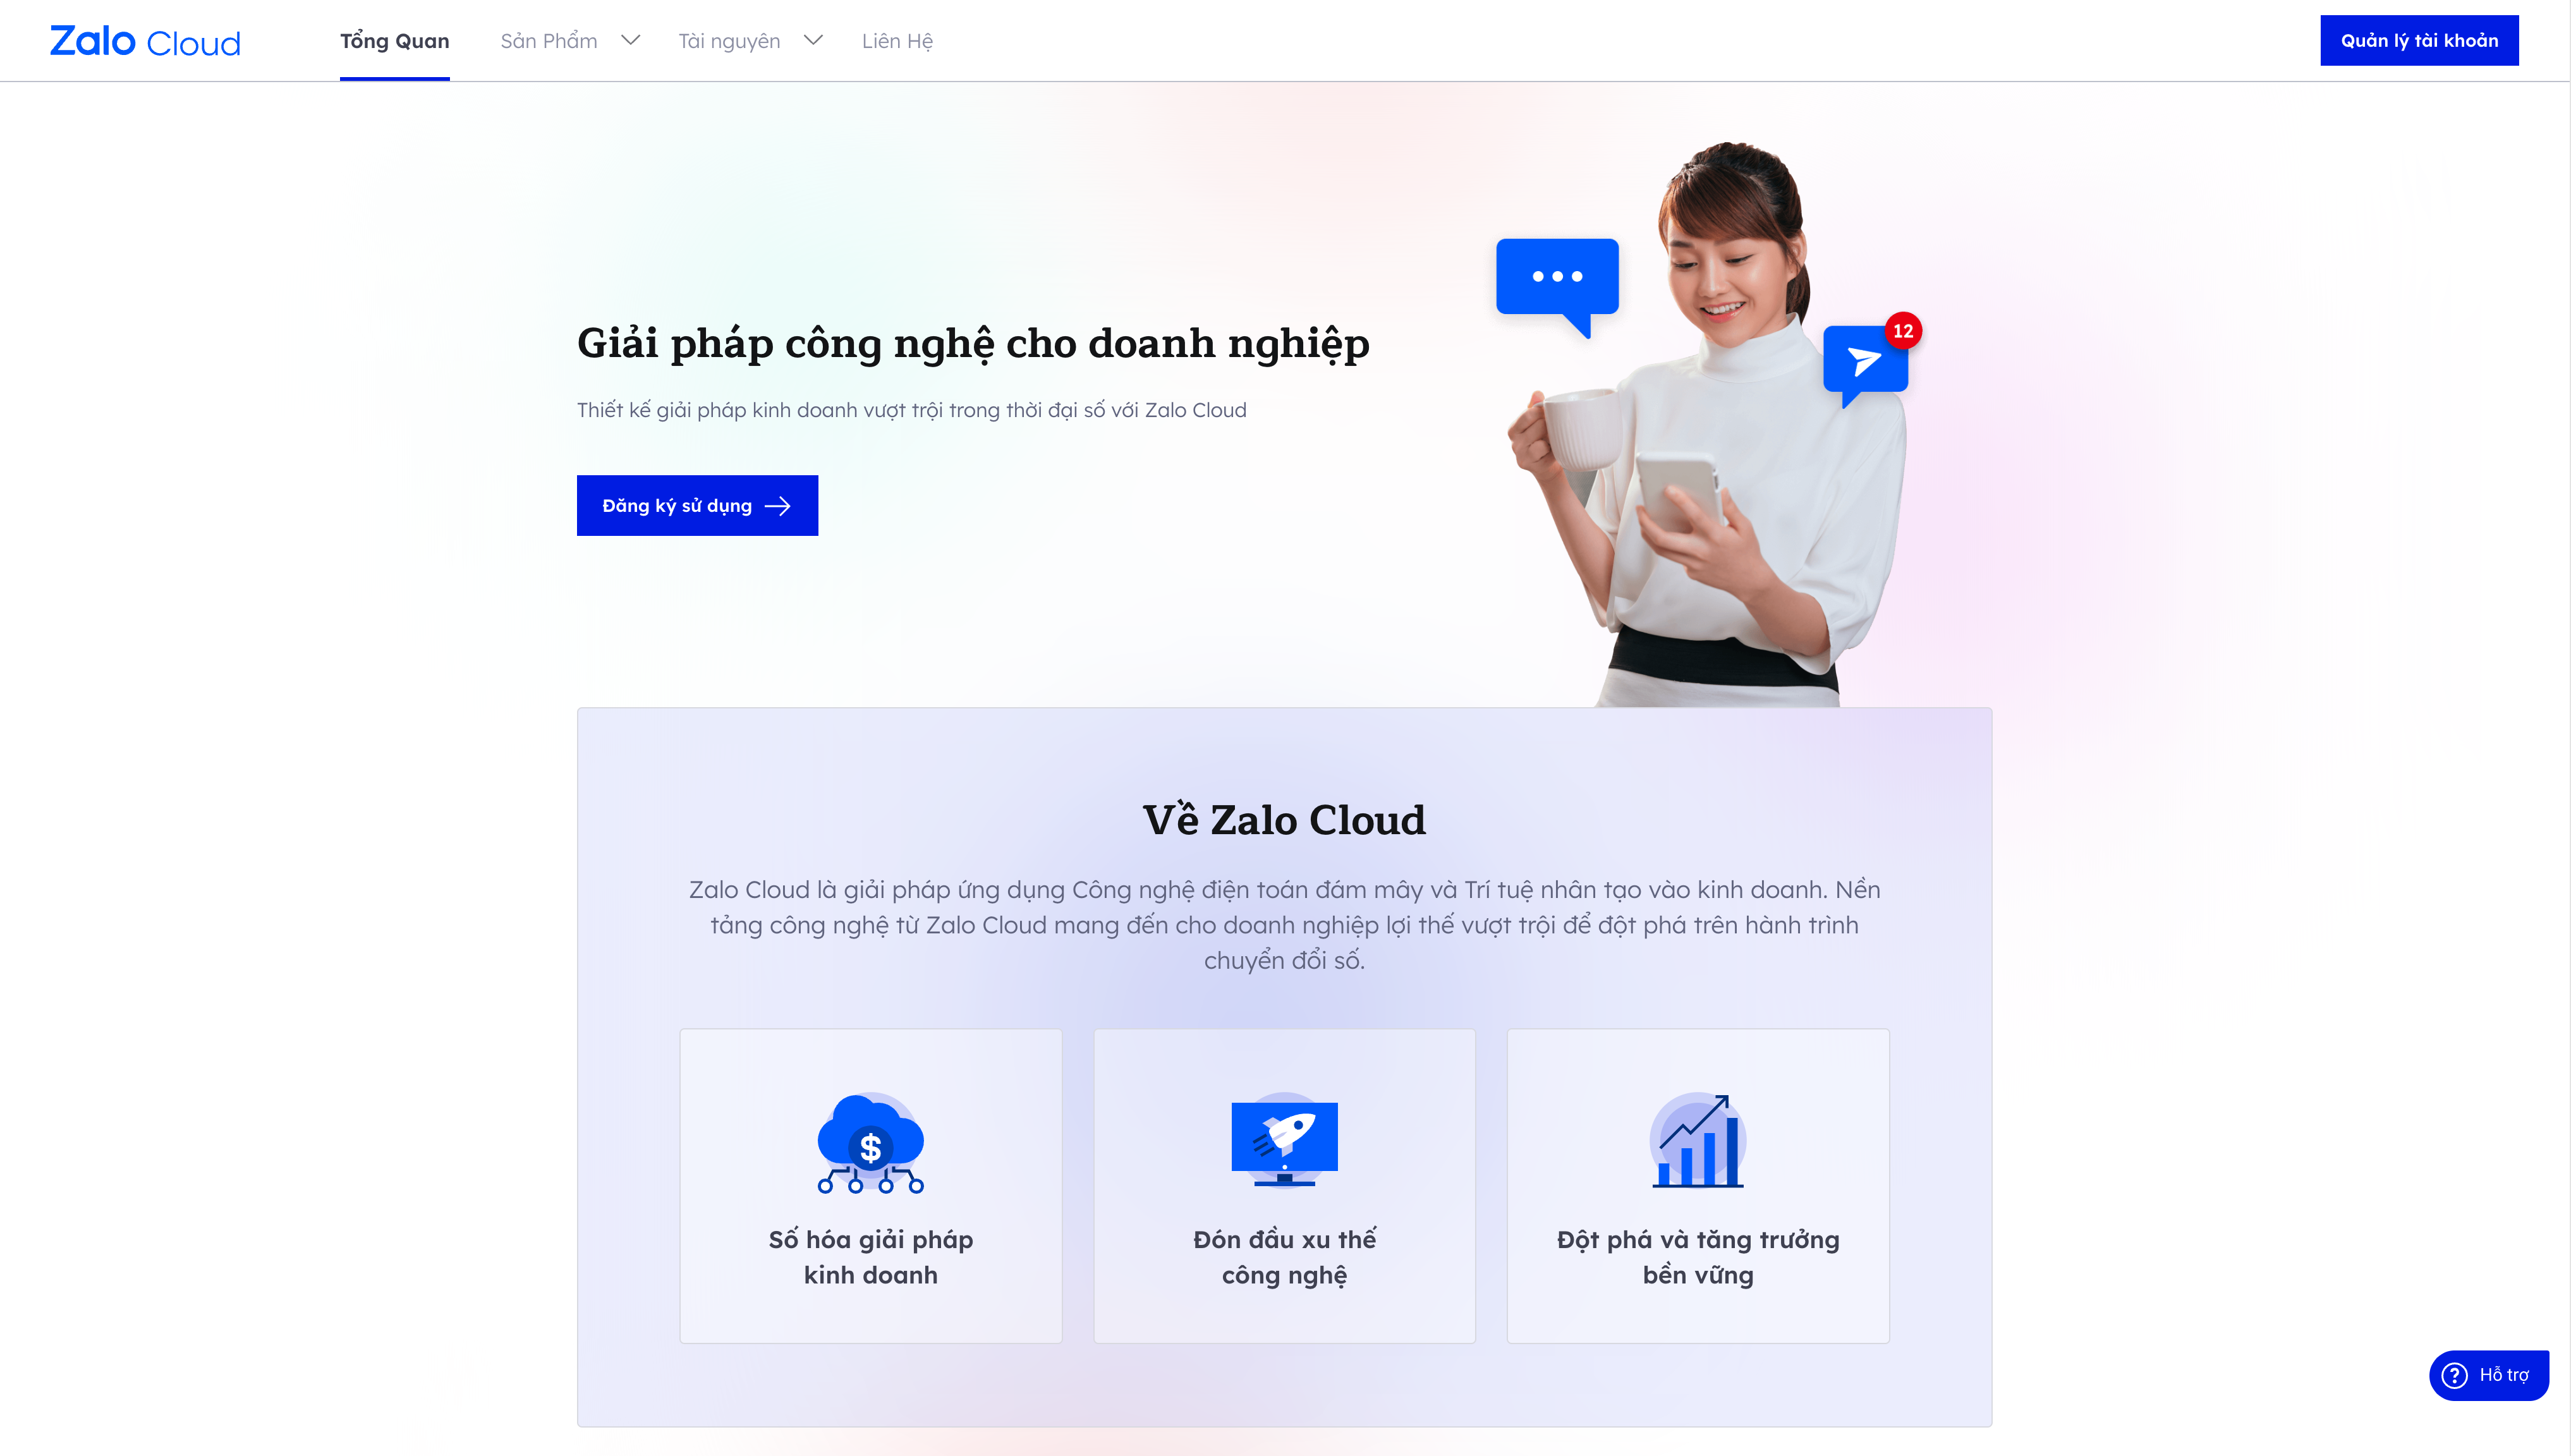 Zalo Cloud
Tổng Quan
Sản Phẩm
Tài nguyên
Liên Hệ
Quản lý tài khoản
12
Giải pháp công nghệ cho doanh nghiệp
Thiết kế giải pháp kinh doanh vượt trội trong thời đại số với Zalo Cloud
Đăng ký sử dụng
Về Zalo Cloud
Zalo Cloud là giải pháp ứng dụng Công nghệ điện toán đám mây và Trí tuệ nhân tạo vào kinh doanh. Nền
tảng công nghệ từ Zalo Cloud mang đến cho doanh nghiệp lợi thế vượt trội để đột phá trên hành trình
chuyển đổi số.
$
Số hóa giải pháp
kinh doanh
Đón đầu xu thế
công nghệ
Đột phá và tăng trưởng
bền vững
? Hỗ trợ